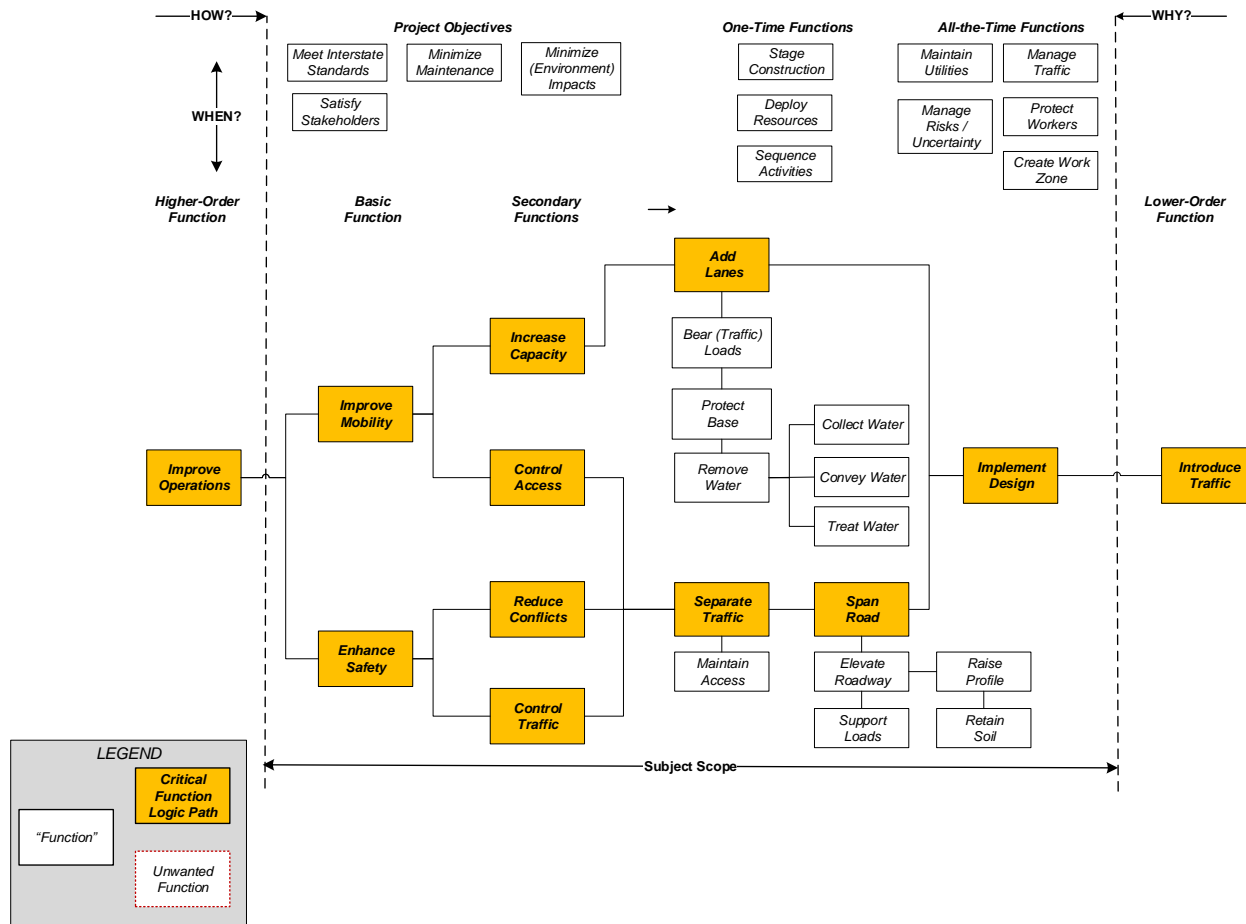 HOW?
WHY?
Project Objectives
One-Time Functions
All-the-Time Functions
Meet Interstate
Standards
Minimize
Maintenance
Minimize
(Environment)
Impacts
Stage
Construction
Maintain
Utilities
Manage
Traffic
WHEN?
Satisfy
Stakeholders
Deploy
Resources
Manage
Risks /
Uncertainty
Protect
Workers
Sequence
Activities
Create Work
Zone
Higher-Order
Function
Basic
Function
Secondary
Functions
Lower-Order
Function
Add
Lanes
Increase
Capacity
Bear (Traffic)
Loads
Improve
Mobility
Protect
Base
Collect Water
Improve
Operations
Control
Access
Remove
Water
Convey Water
Implement
Design
Introduce
Traffic
Treat Water
Reduce
Conflicts
Separate
Traffic
Span
Road
Enhance
Safety
Maintain
Access
Elevate
Roadway
Raise
Profile
Control
Traffic
Support
Loads
Retain
Soil
Subject Scope
LEGEND
Critical
Function
Logic Path
“Function”
Unwanted
Function